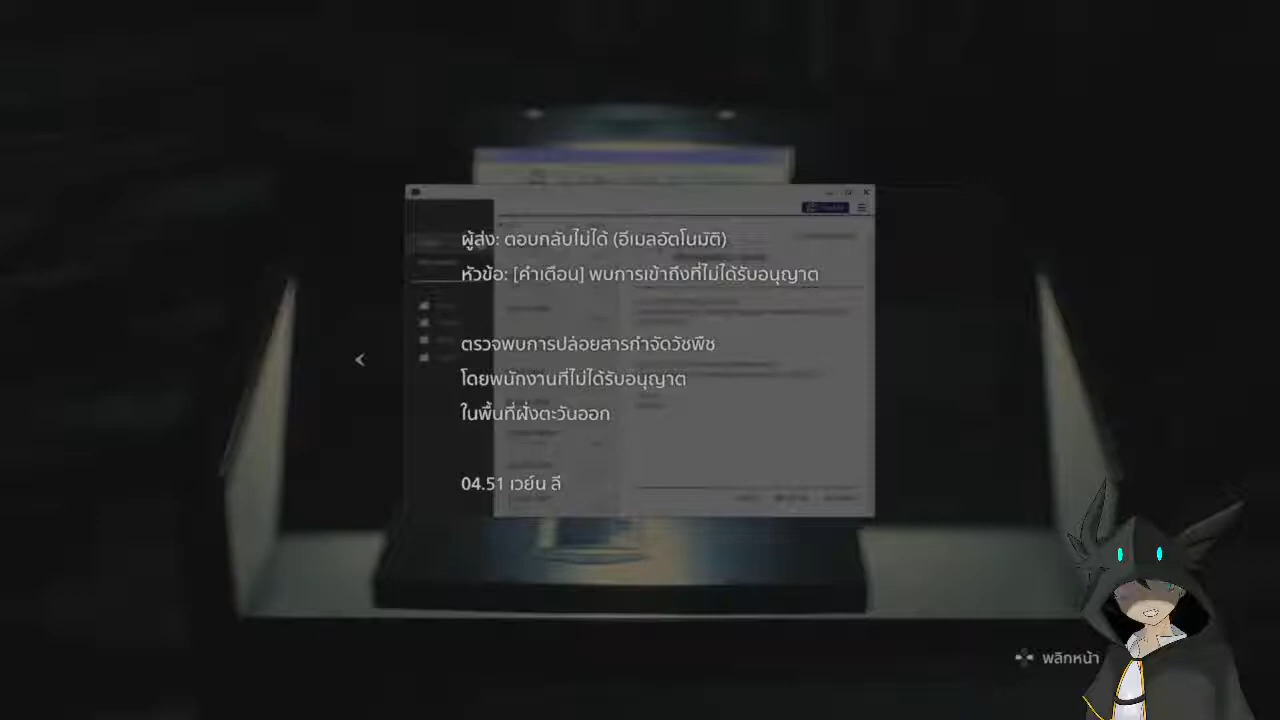 ผู้ส่ง: ตอบกลับไม่ได้ (อีเมลอัตโนมัติ)
หัวข้อ: [คำเตือน] พบการเข้าถึงที่ไม่ได้รับอนุญาต
ตรวจพบการปล่อยสารกำจัดวัชพืช
โดยพนักงานที่ไม่ได้รับอนุญาต
ในพื้นที่ฝั่งตะวันออก
04.51 เวย์น ลี
พลิกหน้า